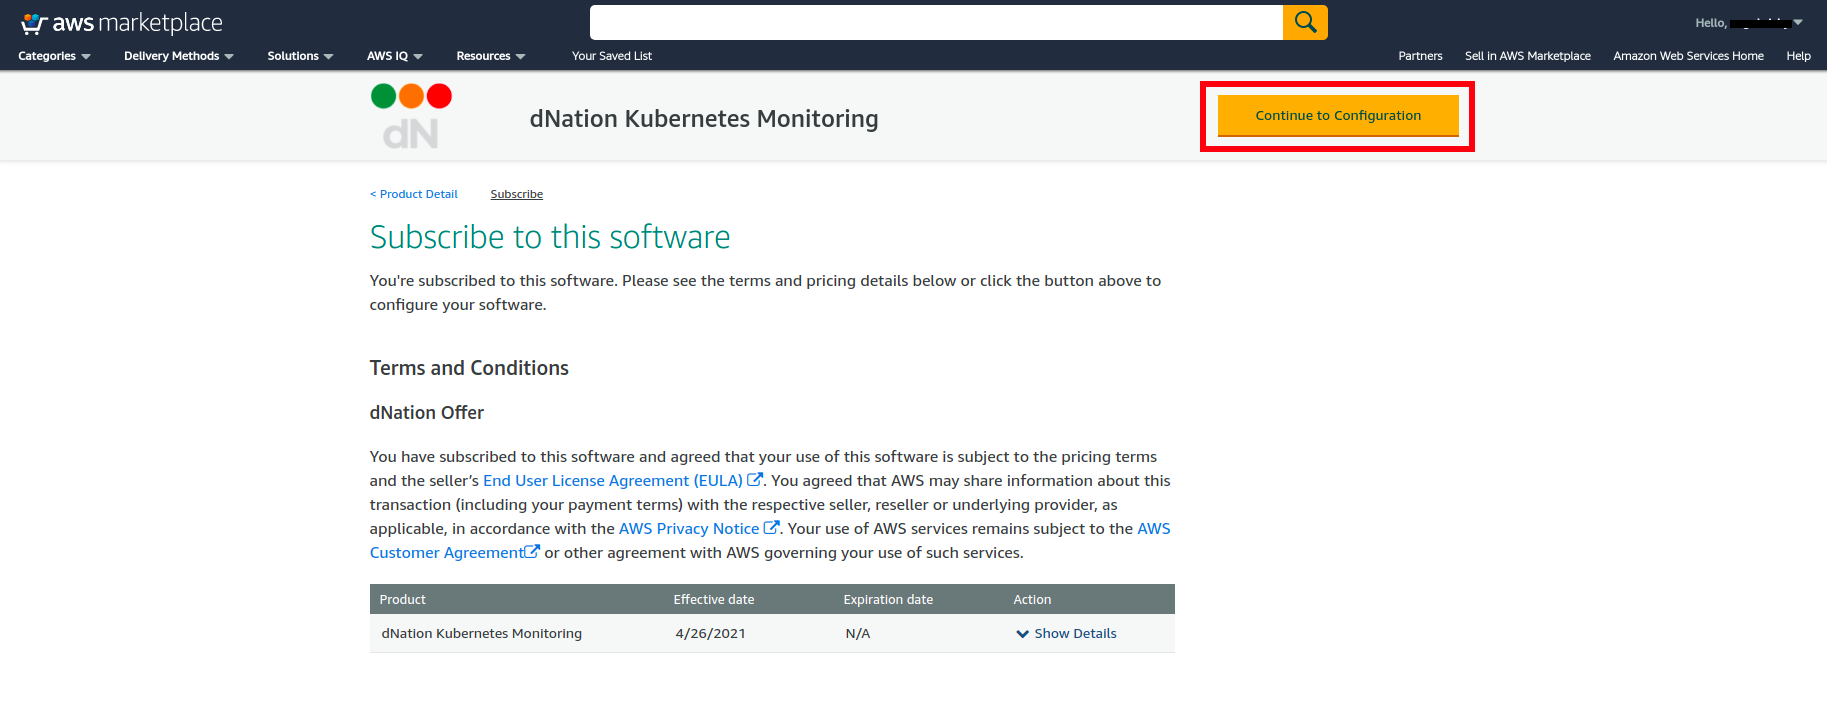 aws marketplace
Hello,
Categories Delivery Methods Solutions AWS IQ Resources Your Saved List Partners Sell in AWS Marketplace Amazon Web Services Home Help
dN
dNation Kubernetes Monitoring
Continue to Configuration
< Product Detail Subscribe
Subscribe to this software
You're subscribed to this software. Please see the terms and pricing details below or click the button above to
configure your software.
Terms and Conditions
dNation Offer
You have subscribed to this software and agreed that your use of this software is subject to the pricing terms
and the seller’s End User License Agreement (EULA). You agreed that AWS may share information about this
transaction (including your payment terms) with the respective seller, reseller or underlying provider, as
applicable, in accordance with the AWS Privacy Notice. Your use of AWS services remains subject to the AWS
Customer Agreement or other agreement with AWS governing your use of such services.
Product Effective date Expiration date Action
dNation Kubernetes Monitoring 4/26/2021 N/A Show Details